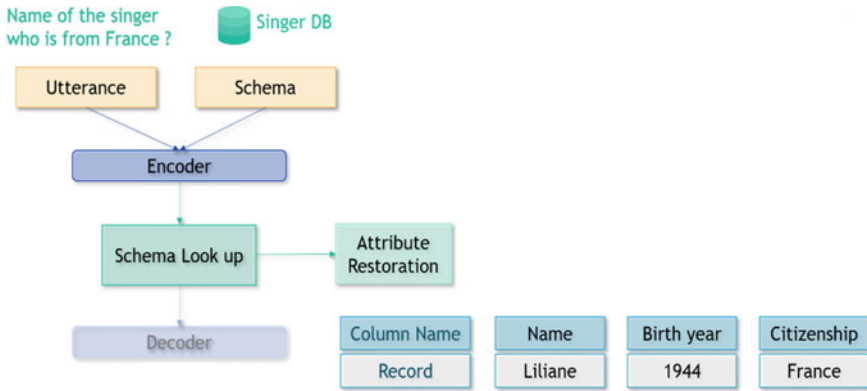 Name of the singer
who is from France ?
Singer DB
Utterance
Schema
Encoder
Schema Look up
Attribute
Restoration
Decoder
Column Name
Name
Birth year
Citizenship
Record
Liliane
1944
France